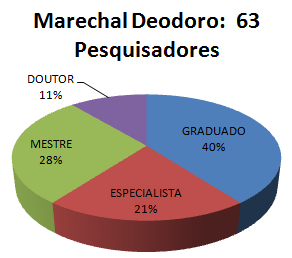 Marechal Deodoro: 63
Pesquisadores
DOUTOR
11%
GRADUADO
40%
MESTRE
28%
ESPECIALISTA
21%